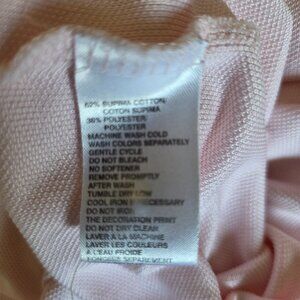 62% SUPIMA COTTON
COTON SUPIMA
38% POLYESTER
POLYESTER
MACHINE WASH COLD
WASH COLORS SEPARATELY
GENTLE CYCLE
DO NOT BLEACH
NO SOFTENER
REMOVE PROMPTLY
AFTER WASH
TUMBLE DRY LOW
COOL IRON IF NECESSARY
DO NOT IRON
THE DECORATION PRINT
DO NOT DRY CLEAR
LAVER A LA MACHINE
LAVER LES COULEURS
A L'EAU FROIDE
SEPAREMENT